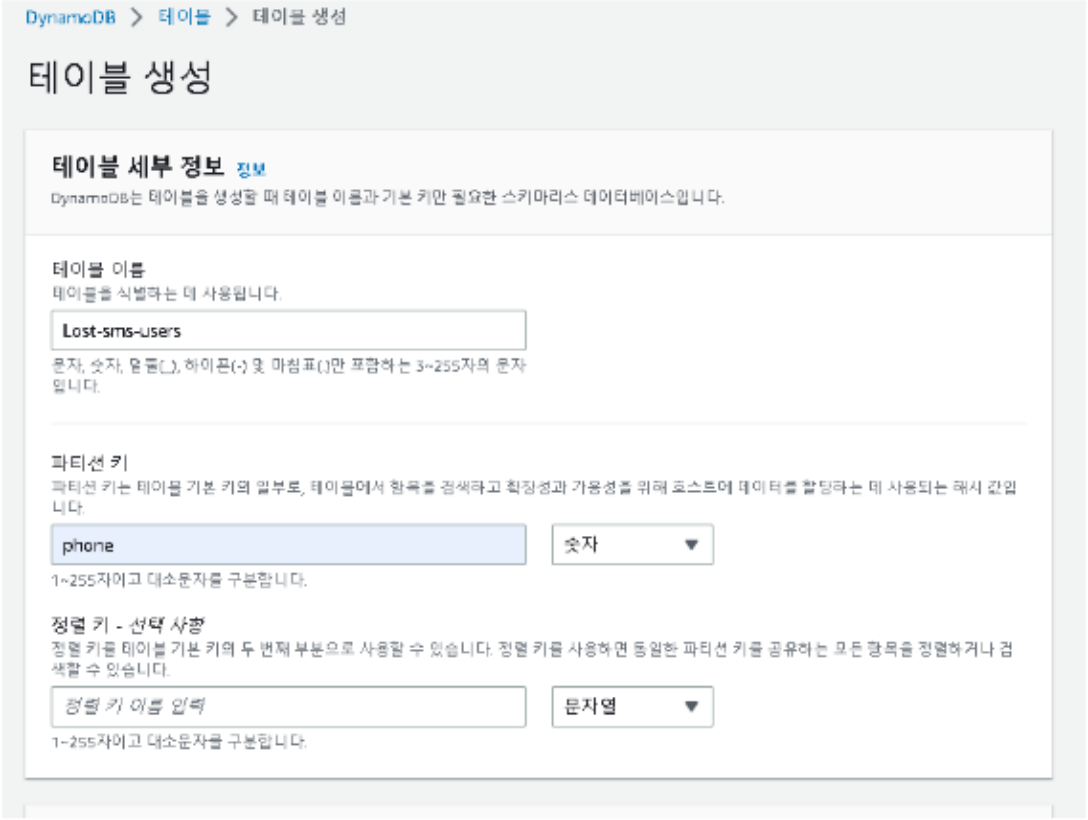 DynamoDB > 테이블 > 테이블 생성
테이블 생성
테이블 세부 정보 정보
DynamoDB는 테이블을 생성할 때 테이블 이름과 기본 키만 필요한 스키마리스 데이터베이스입니다.
테이블 이름
테이블을 식별하는 데 사용됩니다.
Lost-sms-users
문자, 숫자, 밑줄(_), 하이픈(-) 및 마침표(.)만 포함하는 3~255자의 문자
입니다.
파티션 키
파티션 키는 테이블 기본 키의 일부로, 테이블에서 항목을 검색하고 확장성과 가용성을 위해 호스트에 데이터를 할당하는 데 사용되는 해시 값입
니다.
phone
숫자
1~255자이고 대소문자를 구분합니다.
정렬 키 - 선택 사항
정렬 키를 테이블 기본 키의 두 번째 부분으로 사용할 수 있습니다. 정렬 키를 사용하면 동일한 파티션 키를 공유하는 모든 항목을 정렬하거나 검
색할 수 있습니다.
정렬 키 이름 입력
문자열
1~255자이고 대소문자를 구분합니다.